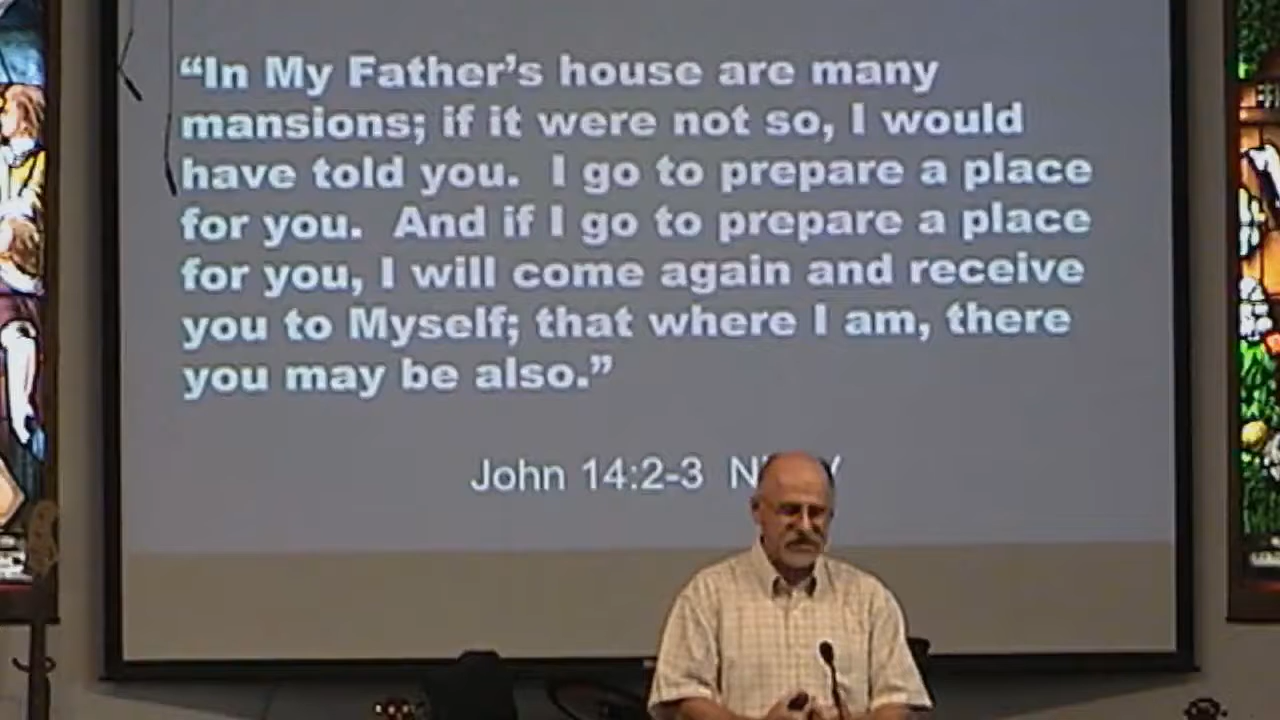 “In My Father’s house are many
mansions; if it were not so, I would
have told you.  I go to prepare a place
for you.  And if I go to prepare a place
for you, I will come again and receive
you to Myself; that where I am, there
you may be also.”
John 14:2-3